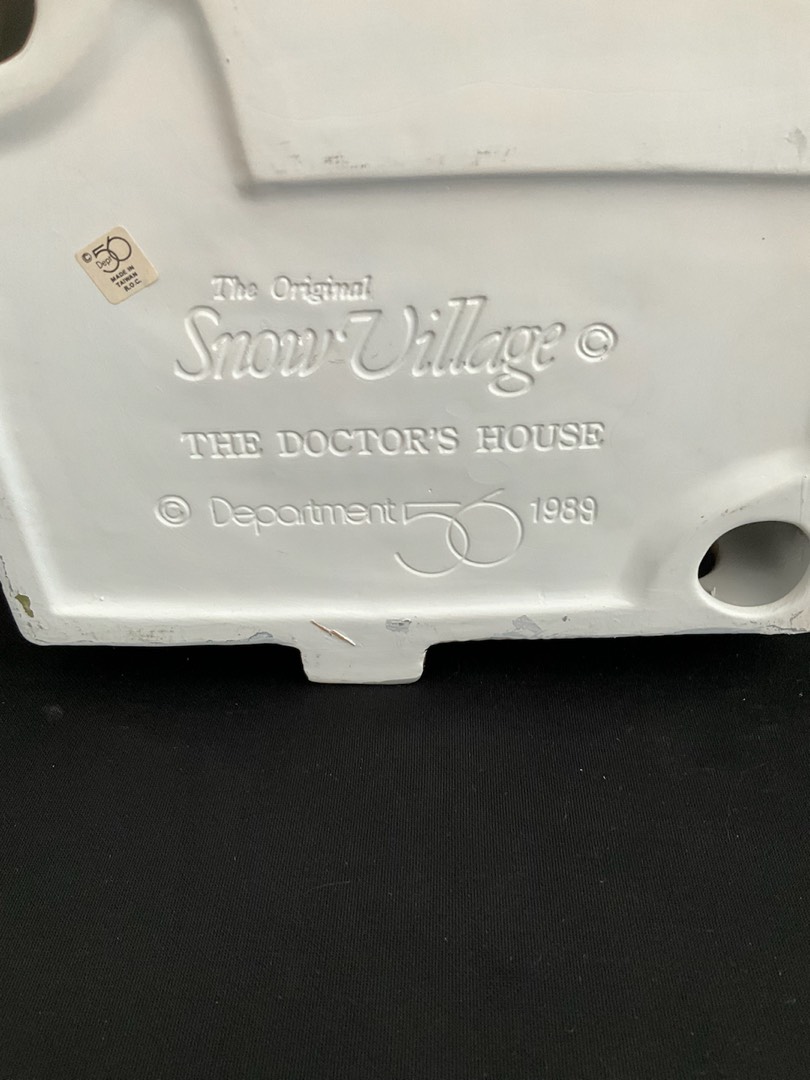 © Dept 56
MADE IN
TAIWAN
R.O.C.
The Original
Snow Village ©
THE DOCTOR'S HOUSE
© Department 56 1989